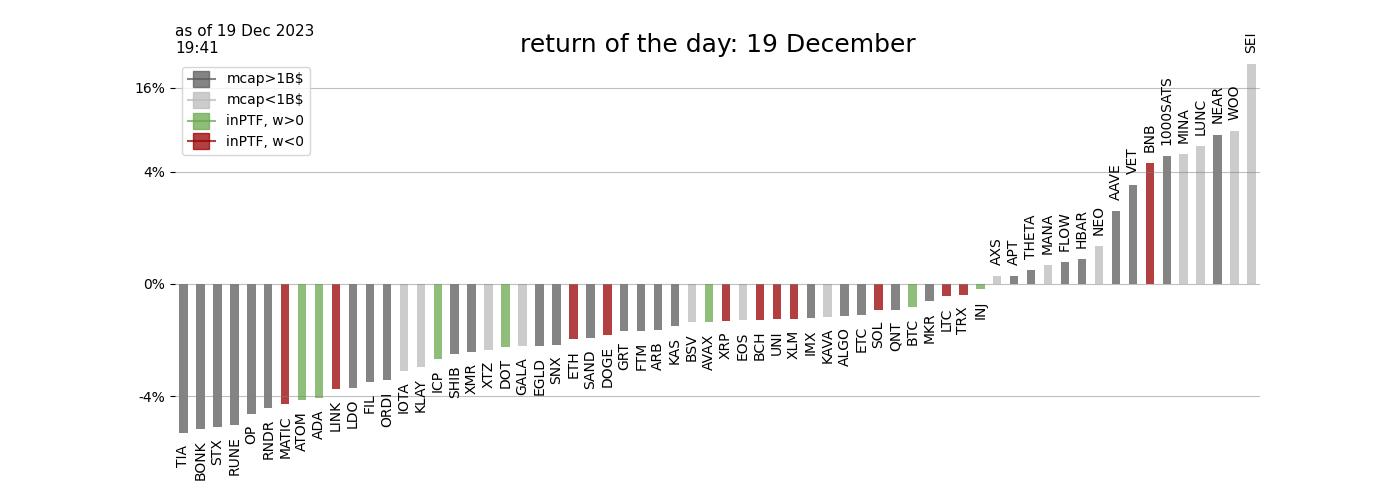 as of 19 Dec 2023
19:41
return of the day: 19 December
mcap>1B$
mcap<1B$
inPTF, w>0
inPTF, w<0
16%
4%
0%
-4%
TIA
BONK
STX
RUNE
OP
RNDR
MATIC
ATOM
ADA
LINK
LDO
FIL
ORDI
IOTA
KLAY
ICP
SHIB
XMR
XTZ
DOT
GALA
EGLD
SNX
ETH
SAND
DOGE
GRT
FTM
ARB
KAS
BSV
AVAX
XRP
EOS
BCH
UNI
XLM
IMX
KAVA
ALGO
ETC
SOL
QNT
BTC
MKR
LTC
TRX
INJ
AXS
APT
THETA
MANA
FLOW
HBAR
NEO
AAVE
VET
BNB
1000SATS
MINA
LUNC
NEAR
WOO
SEI